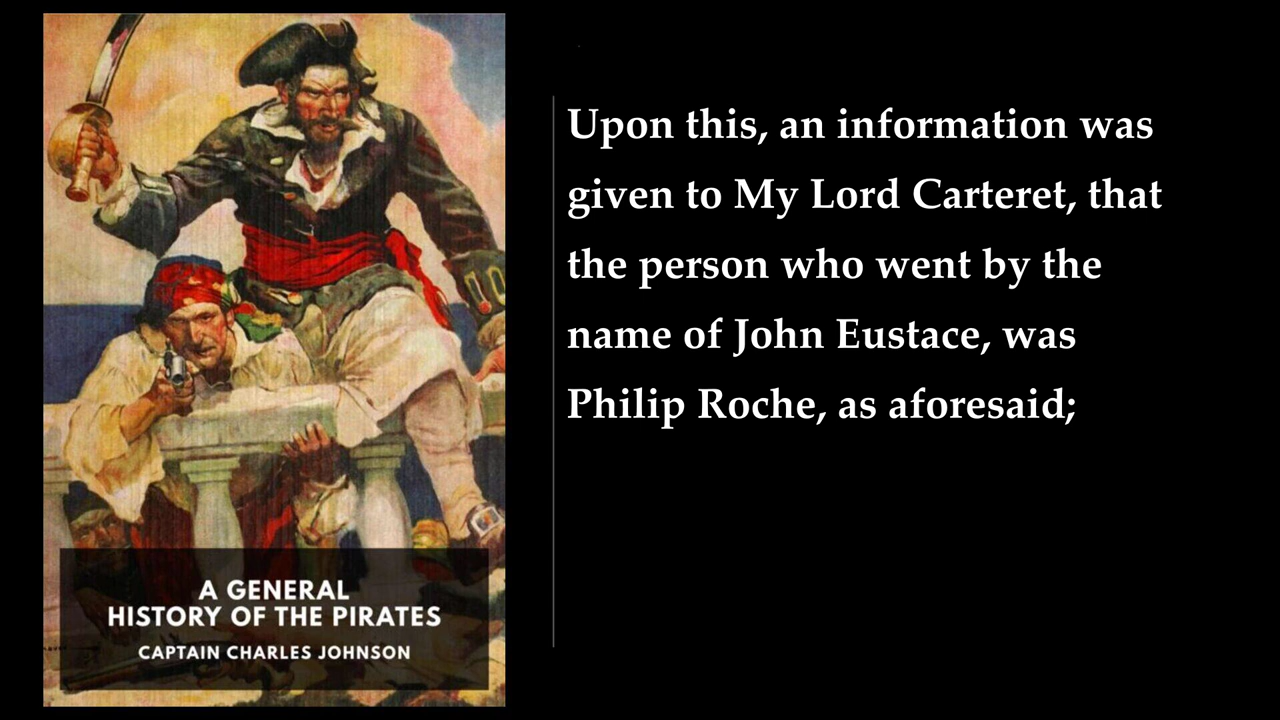 Upon this, an information was
given to My Lord Carteret, that
the person who went by the
name of John Eustace, was
Philip Roche, as aforesaid;
A GENERAL
HISTORY OF THE PIRATES
CAPTAIN CHARLES JOHNSON